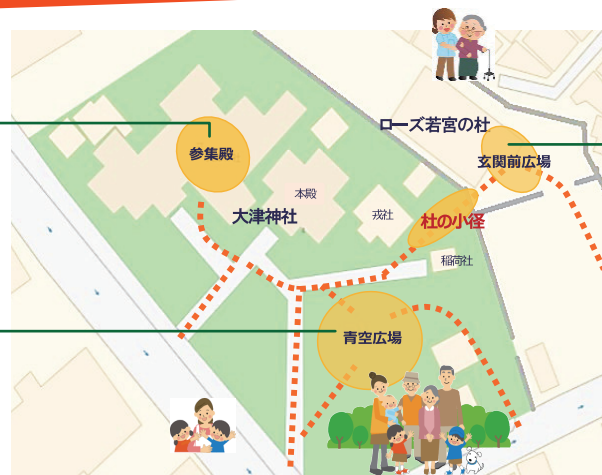 ローズ若宮の杜
参集殿
玄関前広場
本殿
大津神社
戎社
杜の小径
稲荷社
青空広場